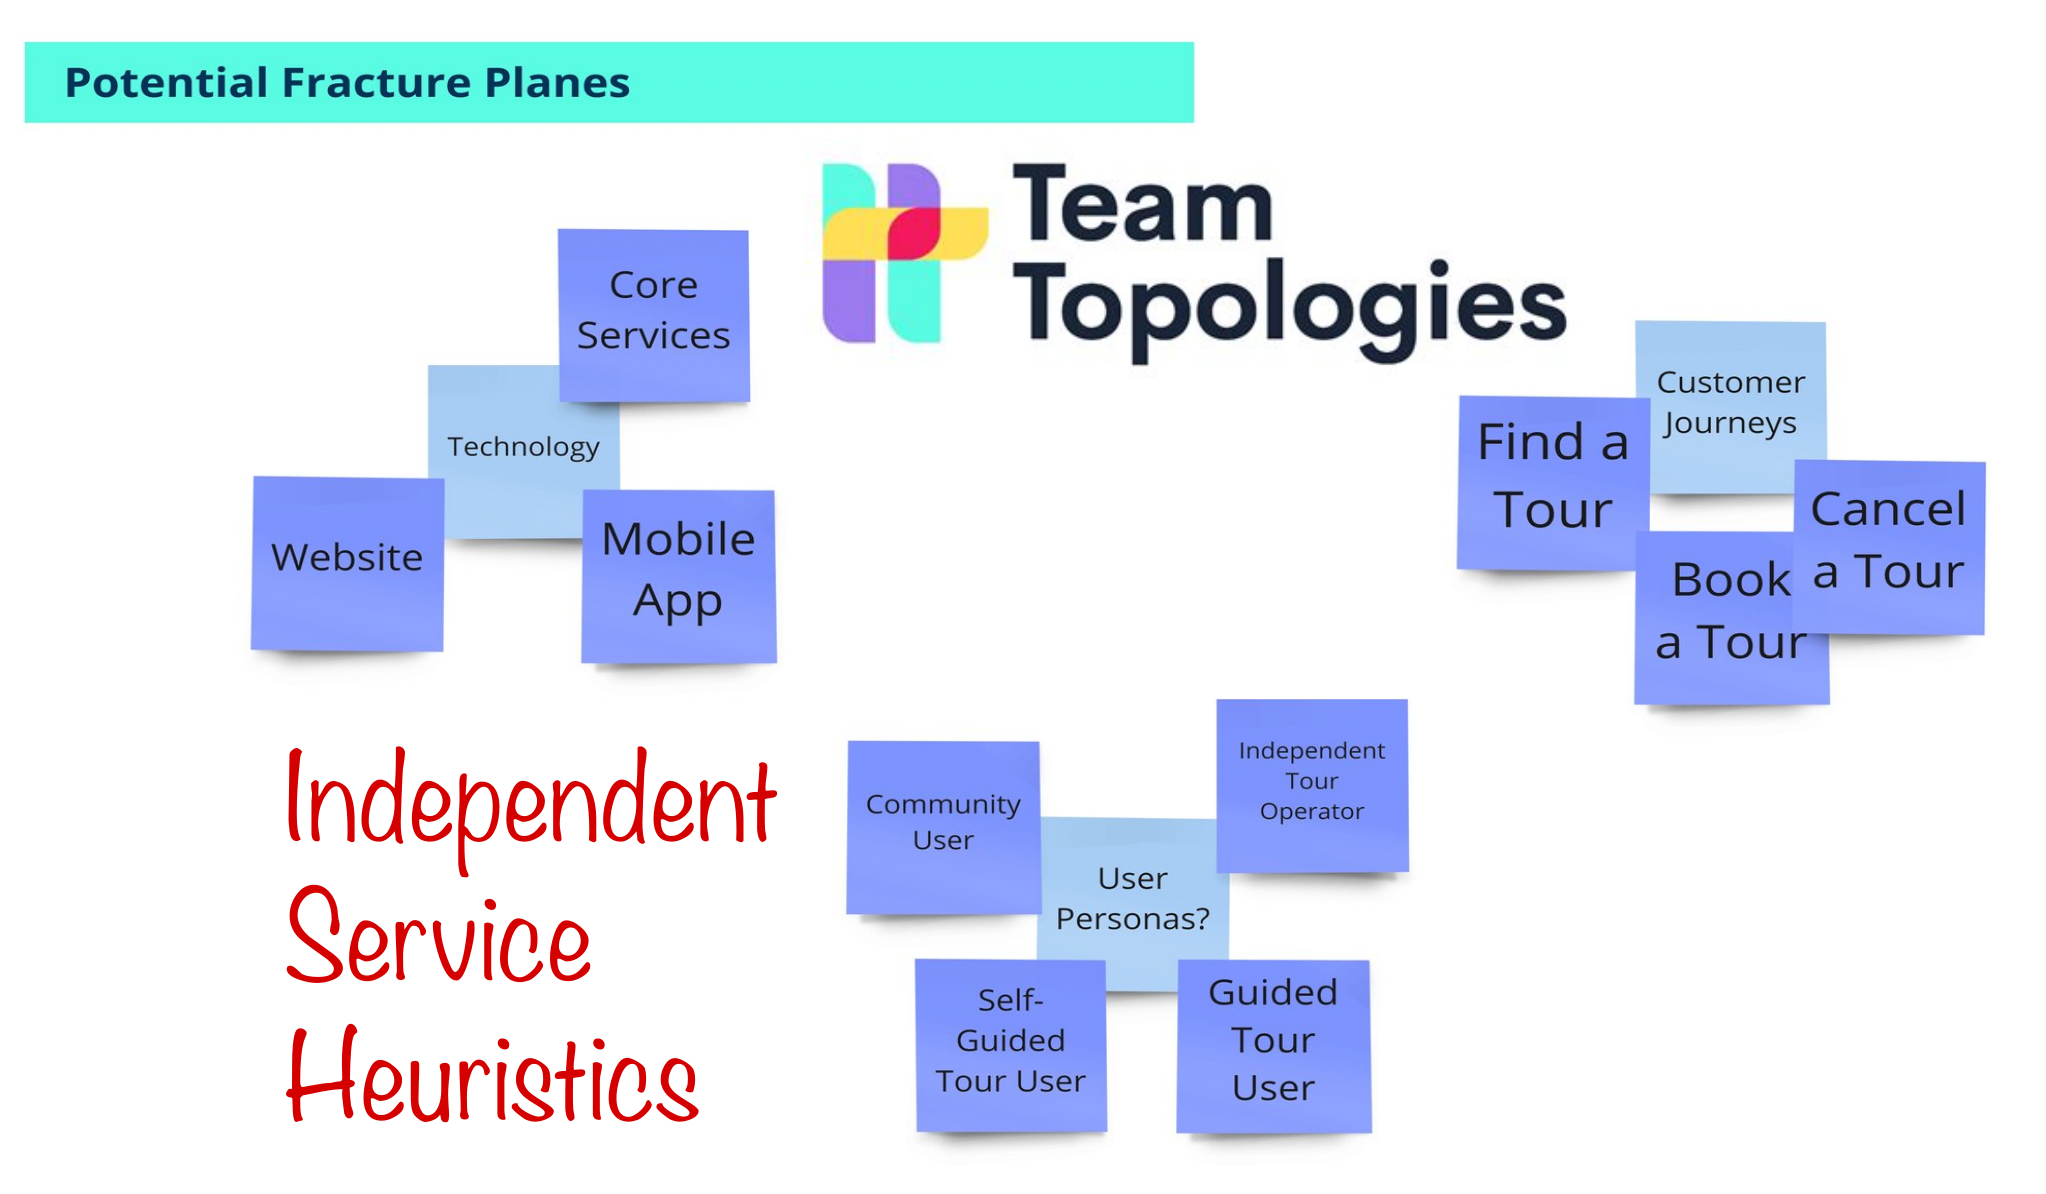 Potential Fracture Planes
Team
Topologies
Core
Services
Technology
Website
Mobile
App
Customer
Journeys
Find a
Tour
Cancel
a Tour
Book
a Tour
Independent
Service
Heuristics
Community
User
Independent
Tour
Operator
User
Personas?
Self-
Guided
Tour User
Guided
Tour
User